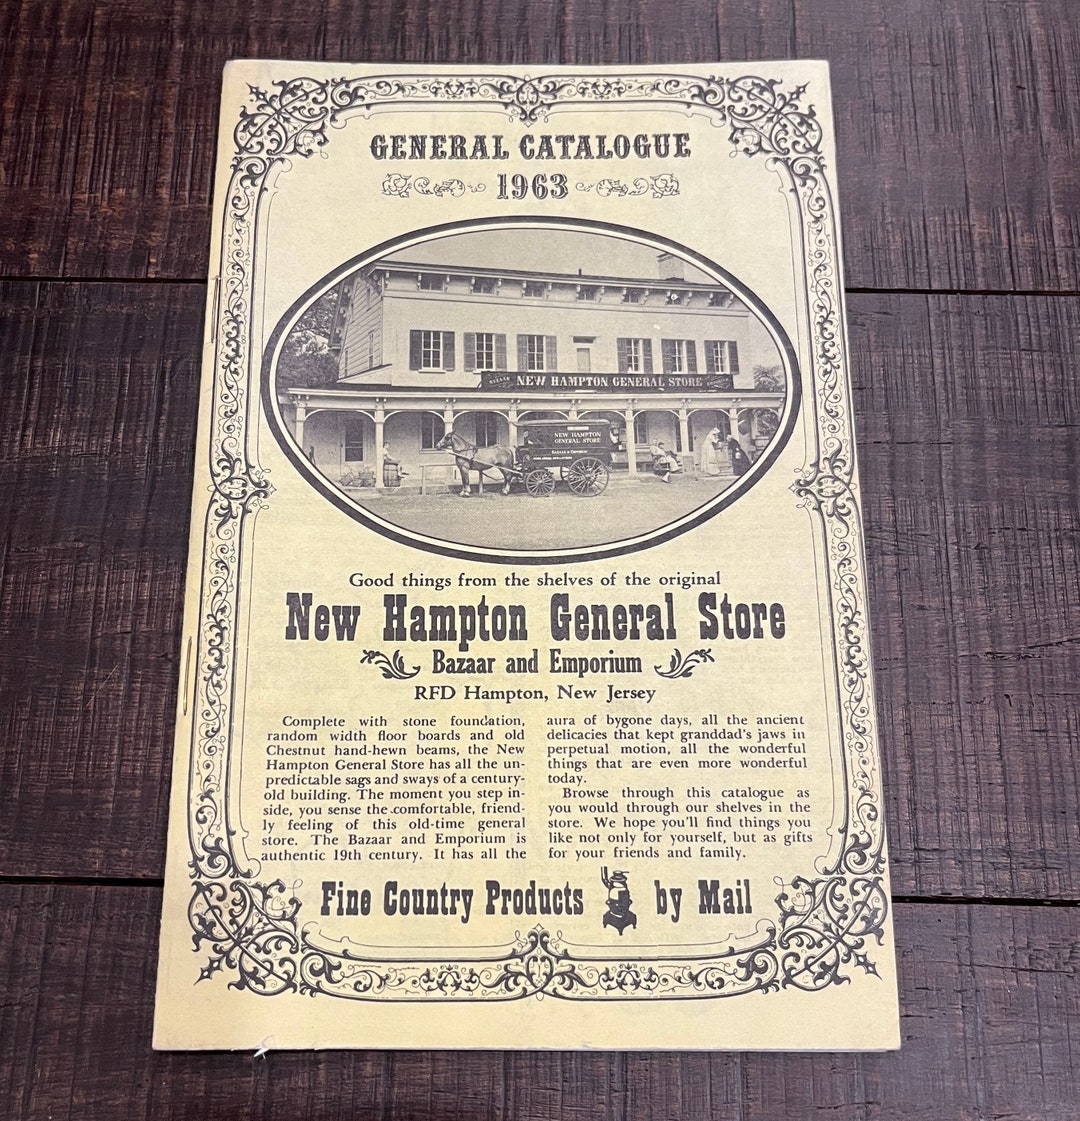 GENERAL CATALOGUE
1963
BAZAAR
NEW HAMPTON GENERAL STORE
NEW HAMPTON
GENERAL STORE
BAZAAR & EMPORIUM
Good things from the shelves of the original
New Hampton General Store
Bazaar and Emporium
RFD Hampton, New Jersey
Complete with stone foundation,
random width floor boards and old
Chestnut hand-hewn beams, the New
Hampton General Store has all the un-
predictable sags and sways of a century-
old building. The moment you step in-
side, you sense the comfortable, friend-
ly feeling of this old-time general
store. The Bazaar and Emporium is
authentic 19th century. It has all the
aura of bygone days, all the ancient
delicacies that kept granddad's jaws in
perpetual motion, all the wonderful
things that are even more wonderful
today.
Browse through this catalogue as
you would through our shelves in the
store. We hope you'll find things you
like not only for yourself, but as gifts
for your friends and family.
Fine Country Products by Mail